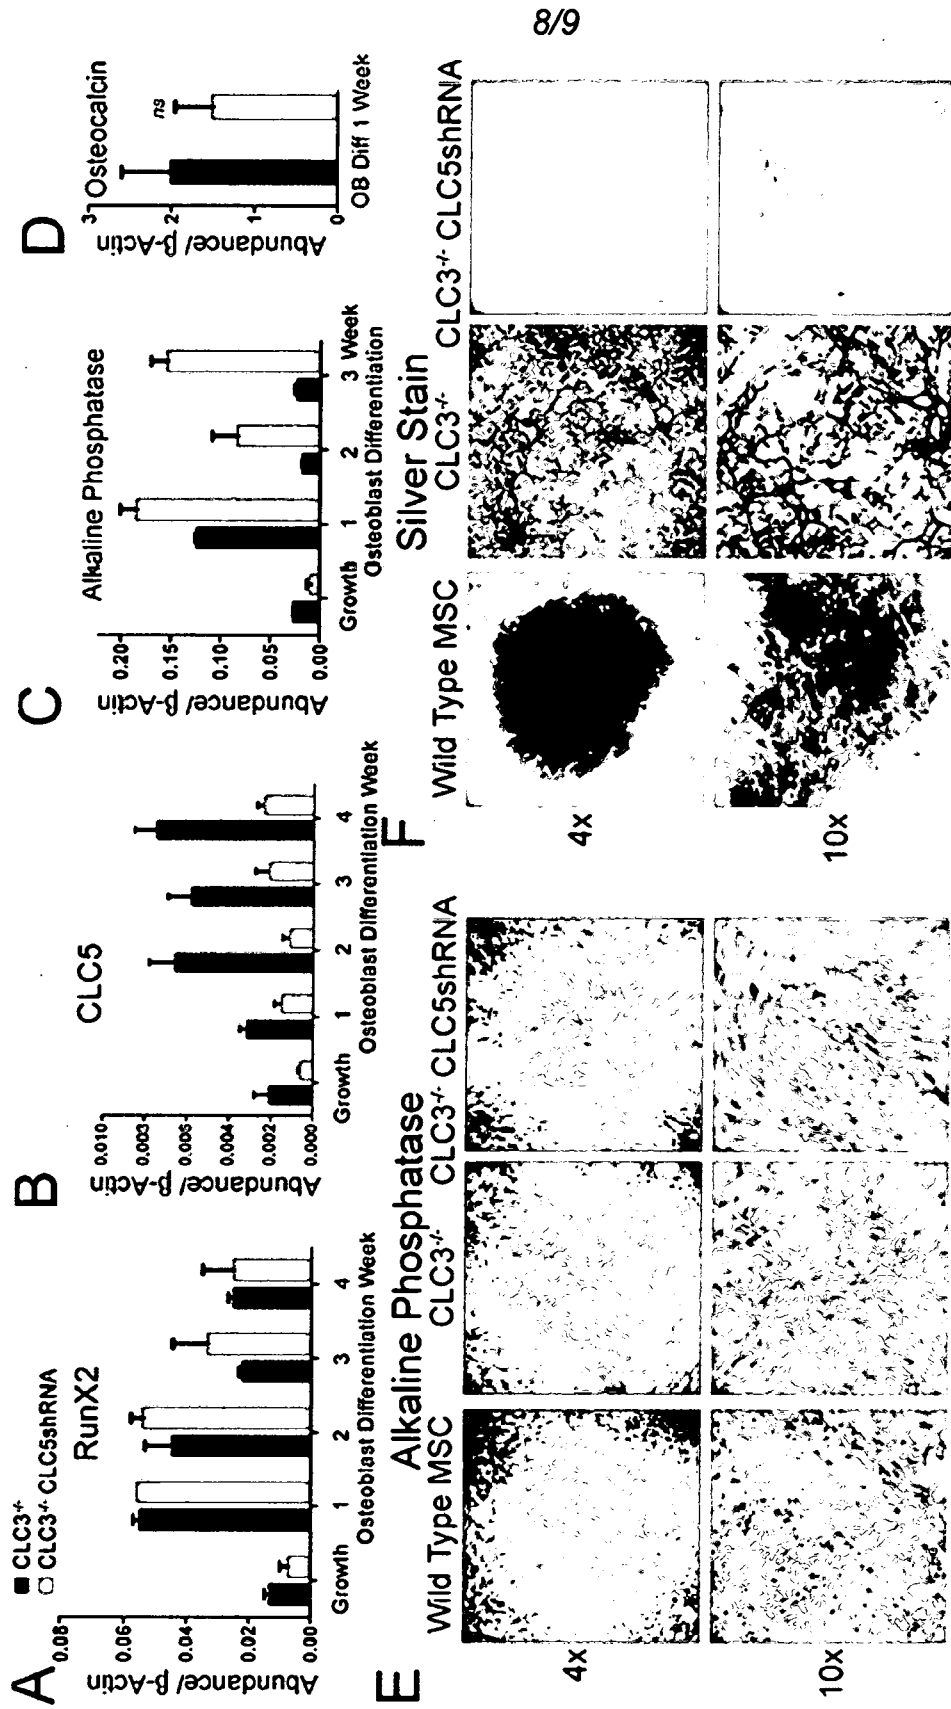 8/9
■ CLC3-/-
□ CLC3-/- CLC5shRNA
A
RunX2
Abundance/ β-Actin
0.08
0.06
0.04
0.02
0.00
Growth 1 2 3 4
Osteoblast Differentiation Week
B
CLC5
Abundance/ β-Actin
0.010
0.003
0.006
0.004
0.002
0.000
Growth 1 2 3 4
Osteoblast Differentiation Week
C
Alkaline Phosphatase
Abundance/ β-Actin
0.20
0.15
0.10
0.05
0.00
Growth 1 2 3 Week
Osteoblast Differentiation
D
Osteocalcin
Abundance/ β-Actin
3
2
1
0
ns
OB Diff 1 Week
E
Alkaline Phosphatase
Wild Type MSC CLC3-/- CLC3-/- CLC5shRNA
4x
10x
F
Silver Stain
Wild Type MSC CLC3-/- CLC3-/- CLC5shRNA
4x
10x